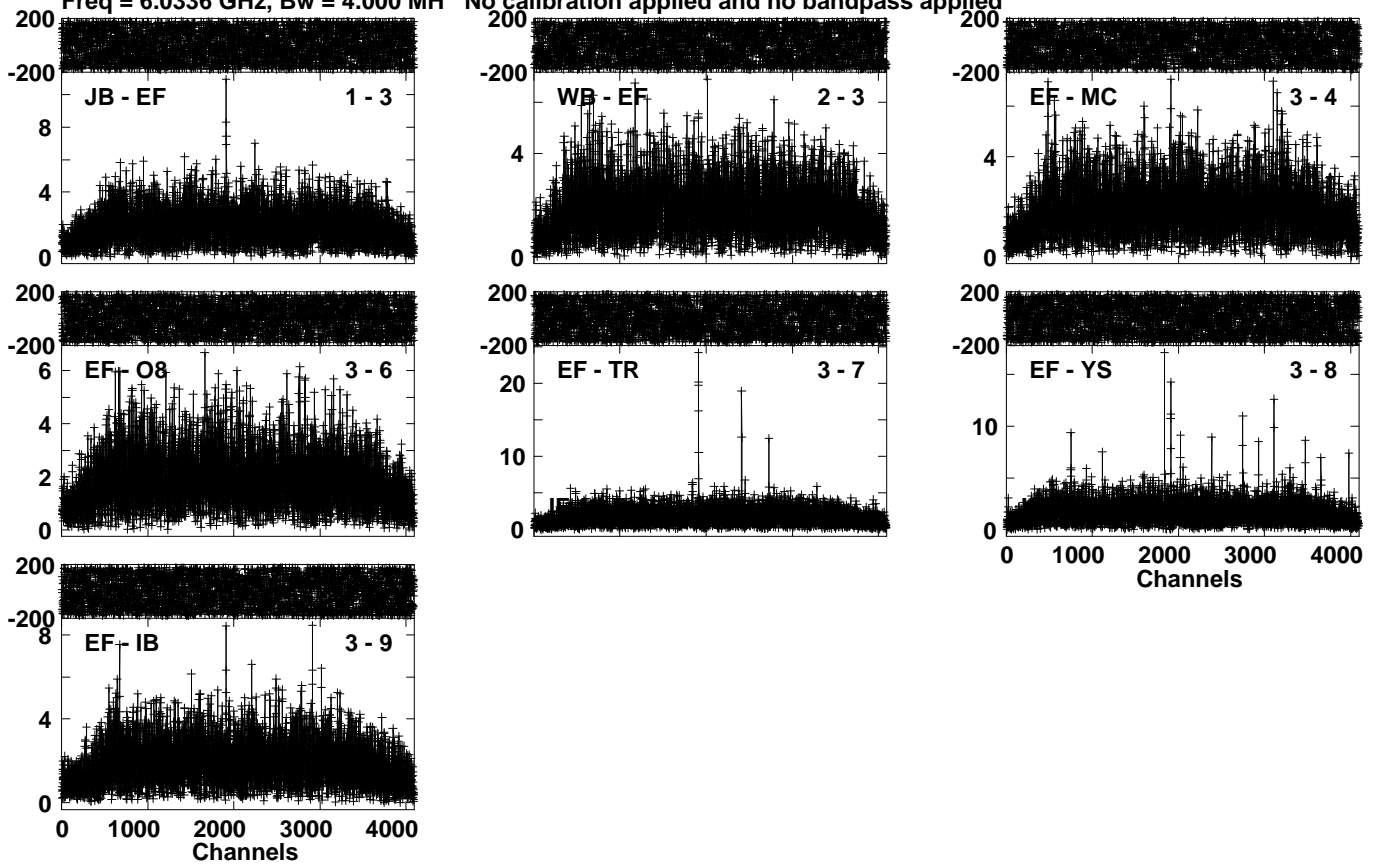 Freq = 6.0336 GHz, Bw = 4.000 MH No calibration applied and no bandpass applied
200 200 200
-200 -200 -200
JB - EF 1 - 3 WB - EF 2 - 3 EF - MC 3 - 4
8
4 4 4
0 0 0
200 200 200
-200 -200 -200
6 EF - O8 3 - 6 EF - TR 3 - 7 EF - YS 3 - 8
20
4
10 10
2
0 0 0
0 1000 2000 3000 4000
Channels
200
-200
8 EF - IB 3 - 9
4
0
0 1000 2000 3000 4000
Channels